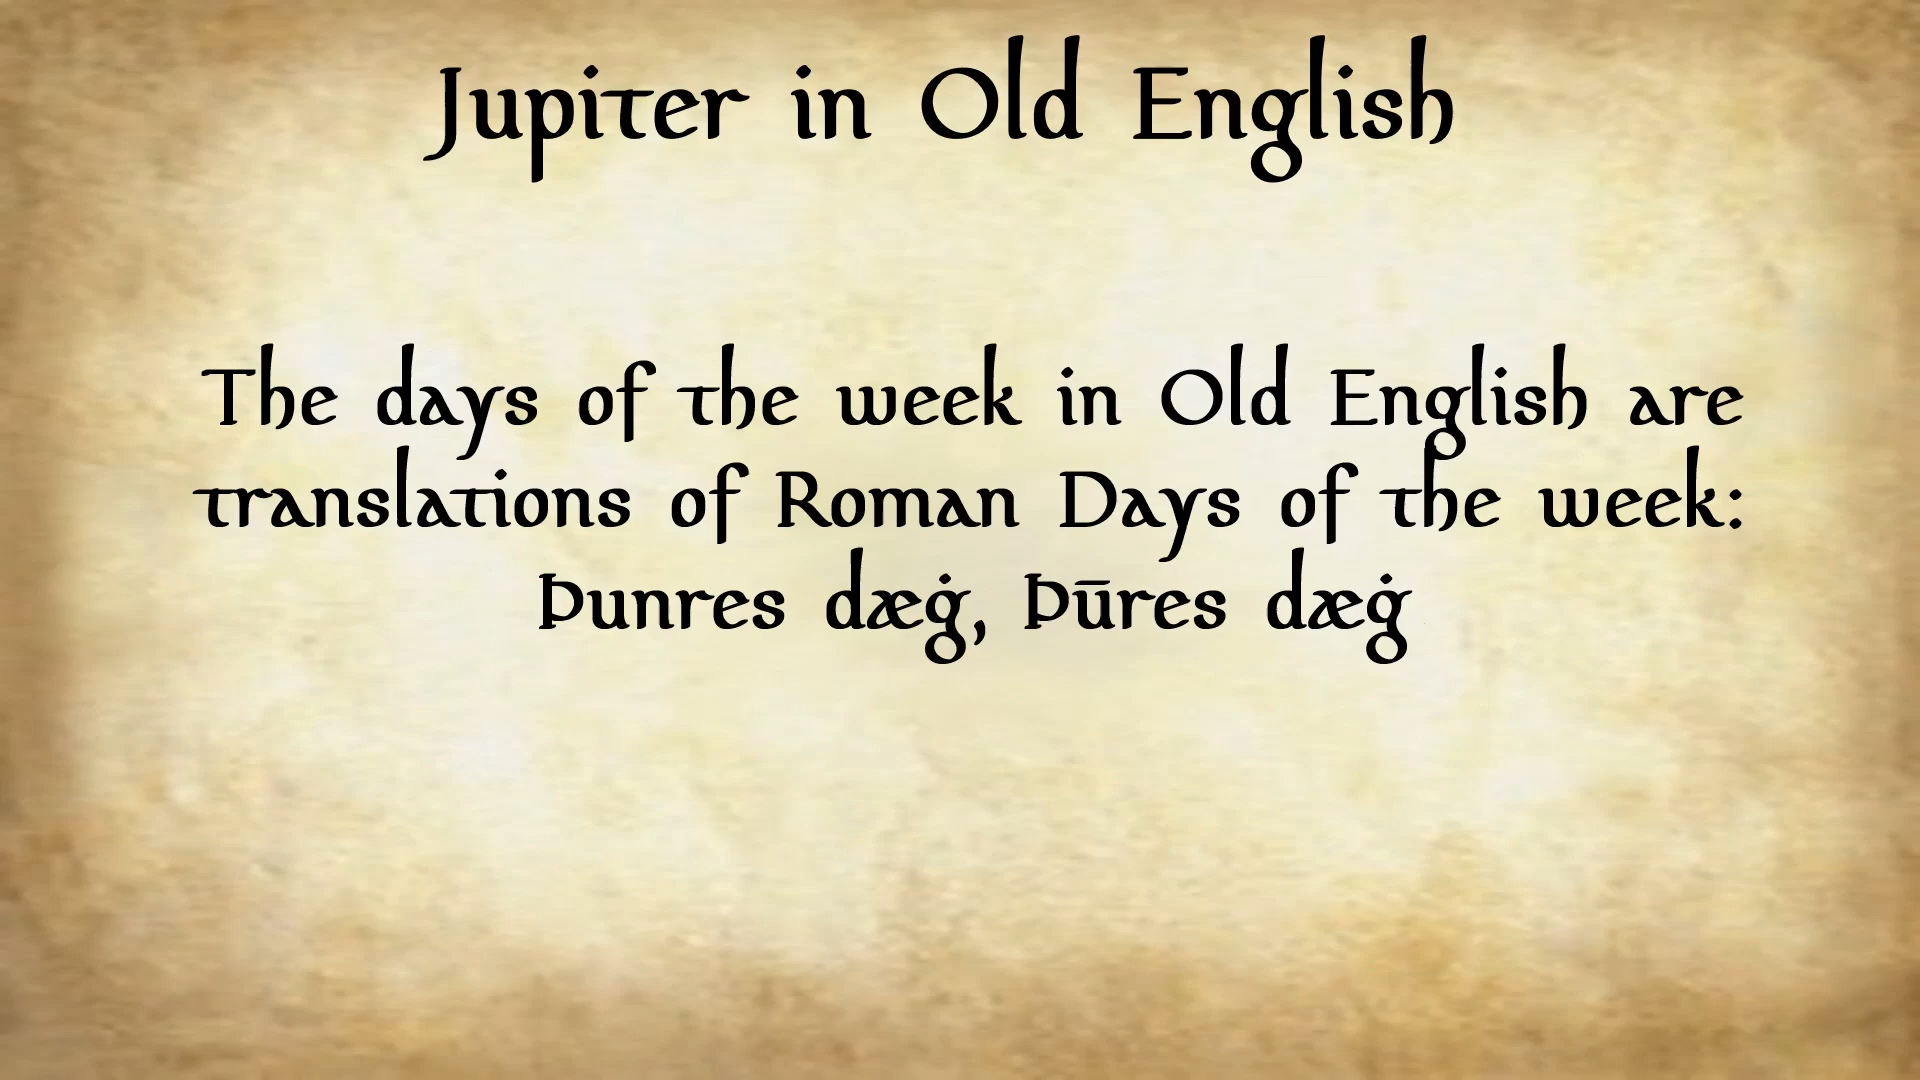 Jupiter in Old English
The days of the week in Old English are
translations of Roman Days of the week:
Þunres dæġ, Þūres dæġ